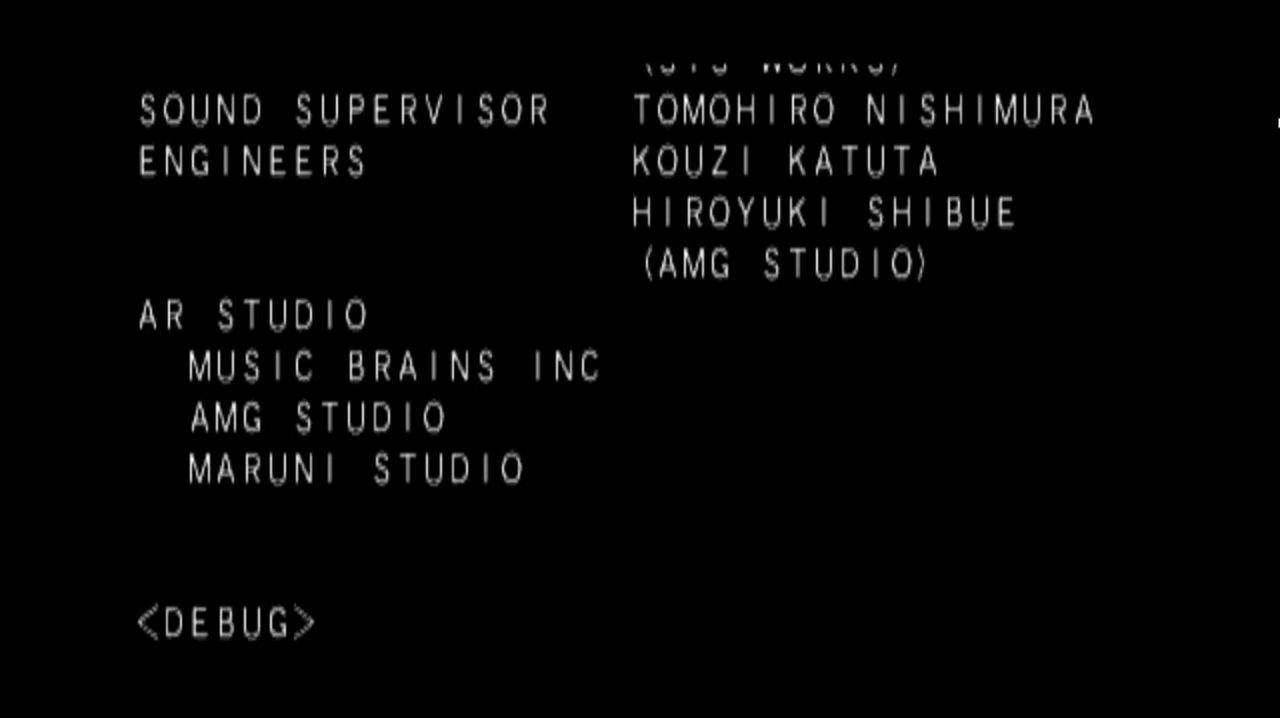 SOUND SUPERVISOR TOMOHIRO NISHIMURA
ENGINEERS KOUZI KATUTA
HIROYUKI SHIBUE
(AMG STUDIO)
AR STUDIO
MUSIC BRAINS INC
AMG STUDIO
MARUNI STUDIO
<DEBUG>